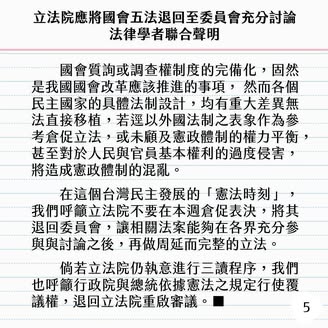 立法院應將國會五法退回至委員會充分討論
法律學者聯合聲明
國會質詢或調查權制度的完備化，固然
是我國國會改革應該推進的事項，然而各個
民主國家的具體法制設計，均有重大差異無
法直接移植，若逕以外國法制之表象作為參
考倉促立法，或未顧及憲政體制的權力平衡，
甚至對於人民與官員基本權利的過度侵害，
將造成憲政體制的混亂。
在這個台灣民主發展的「憲法時刻」，
我們呼籲立法院不要在本週倉促表決，將其
退回委員會，讓相關法案能夠在各界充分參
與與討論之後，再做周延而完整的立法。
倘若立法院仍執意進行三讀程序，我們
也呼籲行政院與總統依據憲法之規定行使覆
議權，退回立法院重啟審議。■
5